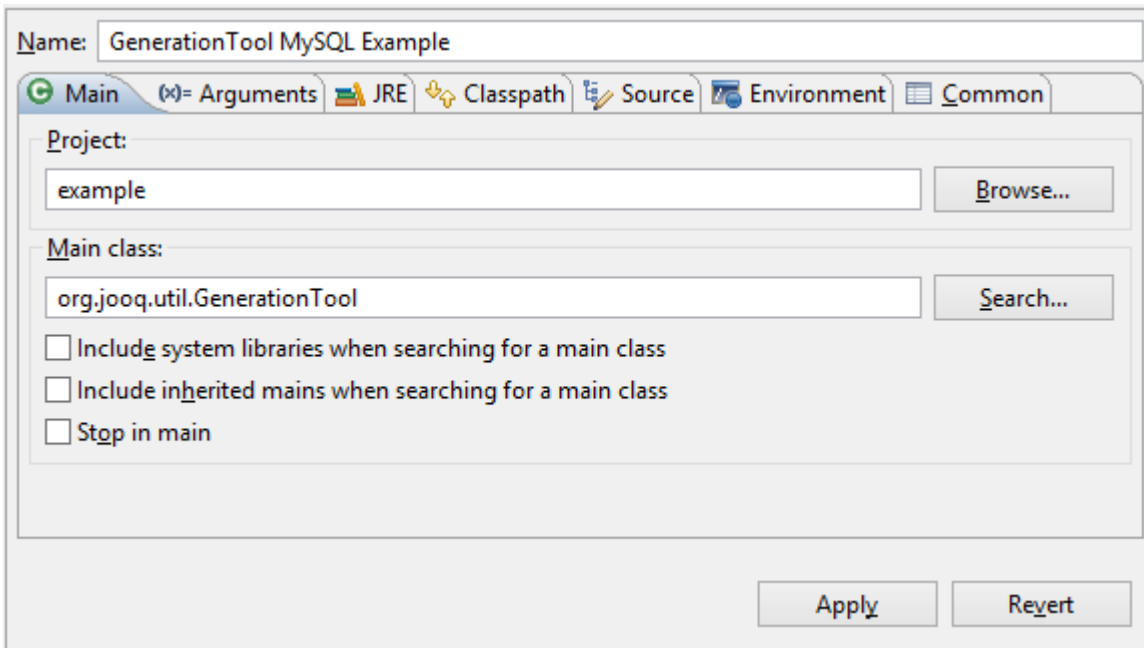 Name: GenerationTool MySQL Example
Main (x)= Arguments JRE Classpath Source Environment Common
Project:
example Browse...
Main class:
org.jooq.util.GenerationTool Search...
Include system libraries when searching for a main class
Include inherited mains when searching for a main class
Stop in main
Apply Revert